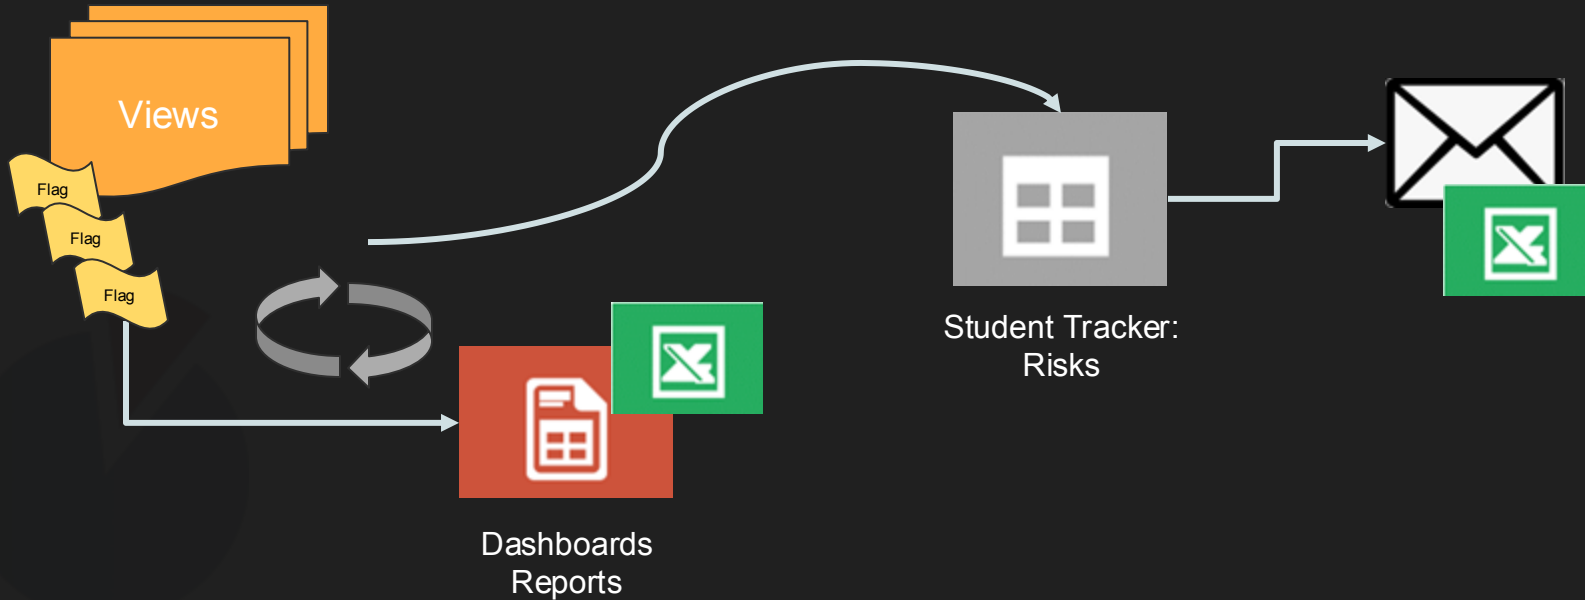 Views
Flag
Flag
Flag
Student Tracker:
Risks
Dashboards
Reports